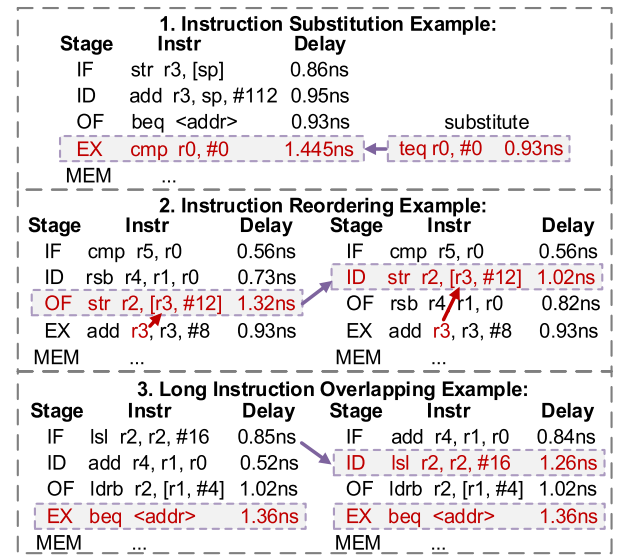 1. Instruction Substitution Example:
Stage Instr Delay
IF str r3, [sp] 0.86ns
ID add r3, sp, #112 0.95ns
OF beq <addr> 0.93ns substitute
EX cmp r0, #0 1.445ns teq r0, #0 0.93ns
MEM ...
2. Instruction Reordering Example:
Stage Instr Delay Stage Instr Delay
IF cmp r5, r0 0.56ns IF cmp r5, r0 0.56ns
ID rsb r4, r1, r0 0.73ns ID str r2, [r3, #12] 1.02ns
OF str r2, [r3, #12] 1.32ns OF rsb r4, r1, r0 0.82ns
EX add r3, r3, #8 0.93ns EX add r3, r3, #8 0.93ns
MEM ... MEM ...
3. Long Instruction Overlapping Example:
Stage Instr Delay Stage Instr Delay
IF lsl r2, r2, #16 0.85ns IF add r4, r1, r0 0.84ns
ID add r4, r1, r0 0.52ns ID lsl r2, r2, #16 1.26ns
OF ldrb r2, [r1, #4] 1.02ns OF ldrb r2, [r1, #4] 1.02ns
EX beq <addr> 1.36ns EX beq <addr> 1.36ns
MEM ... MEM ...